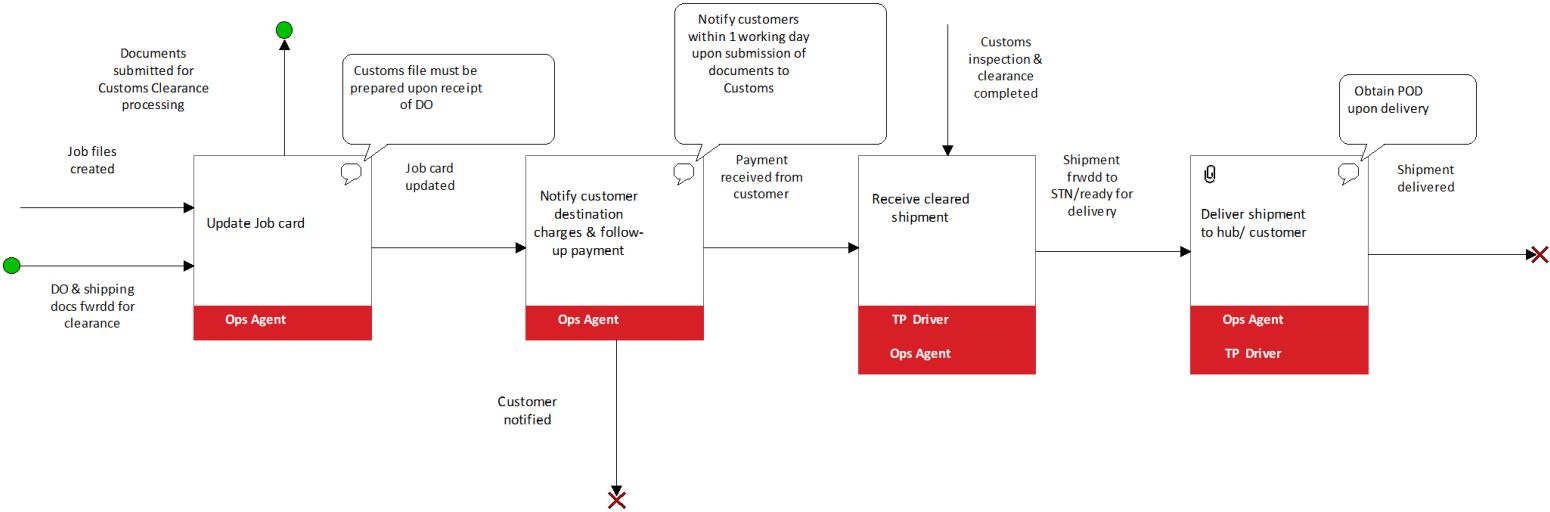 Documents
submitted for
Customs Clearance
processing
Job files
created
DO & shipping
docs fwrdd for
clearance
Customs file must be
prepared upon receipt
of DO
Update Job card
Ops Agent
Job card
updated
Notify customers
within 1 working day
upon submission of
documents to
Customs
Notify customer
destination
charges & follow-
up payment
Ops Agent
Customer
notified
Payment
received from
customer
Customs
inspection &
clearance
completed
Receive cleared
shipment
TP Driver
Ops Agent
Shipment
frwdd to
STN/ready for
delivery
Obtain POD
upon delivery
Deliver shipment
to hub/ customer
Ops Agent
TP Driver
Shipment
delivered